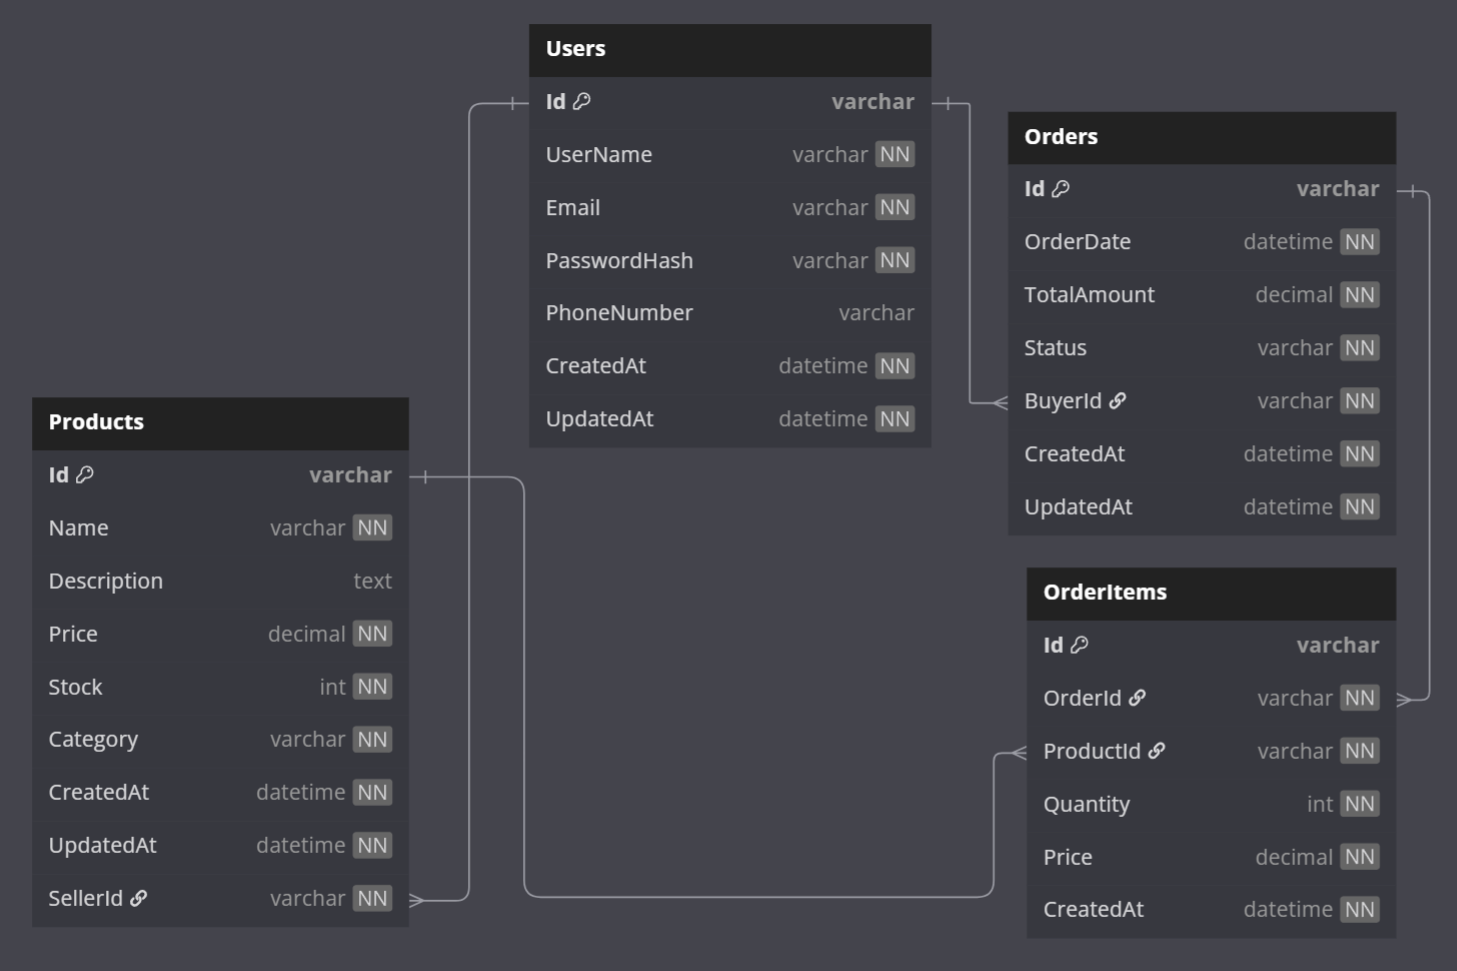 Users
Id varchar
UserName varchar NN
Email varchar NN
PasswordHash varchar NN
PhoneNumber varchar
CreatedAt datetime NN
UpdatedAt datetime NN
Orders
Id varchar
OrderDate datetime NN
TotalAmount decimal NN
Status varchar NN
BuyerId varchar NN
CreatedAt datetime NN
UpdatedAt datetime NN
Products
Id varchar
Name varchar NN
Description text
Price decimal NN
Stock int NN
Category varchar NN
CreatedAt datetime NN
UpdatedAt datetime NN
SellerId varchar NN
OrderItems
Id varchar
OrderId varchar NN
ProductId varchar NN
Quantity int NN
Price decimal NN
CreatedAt datetime NN